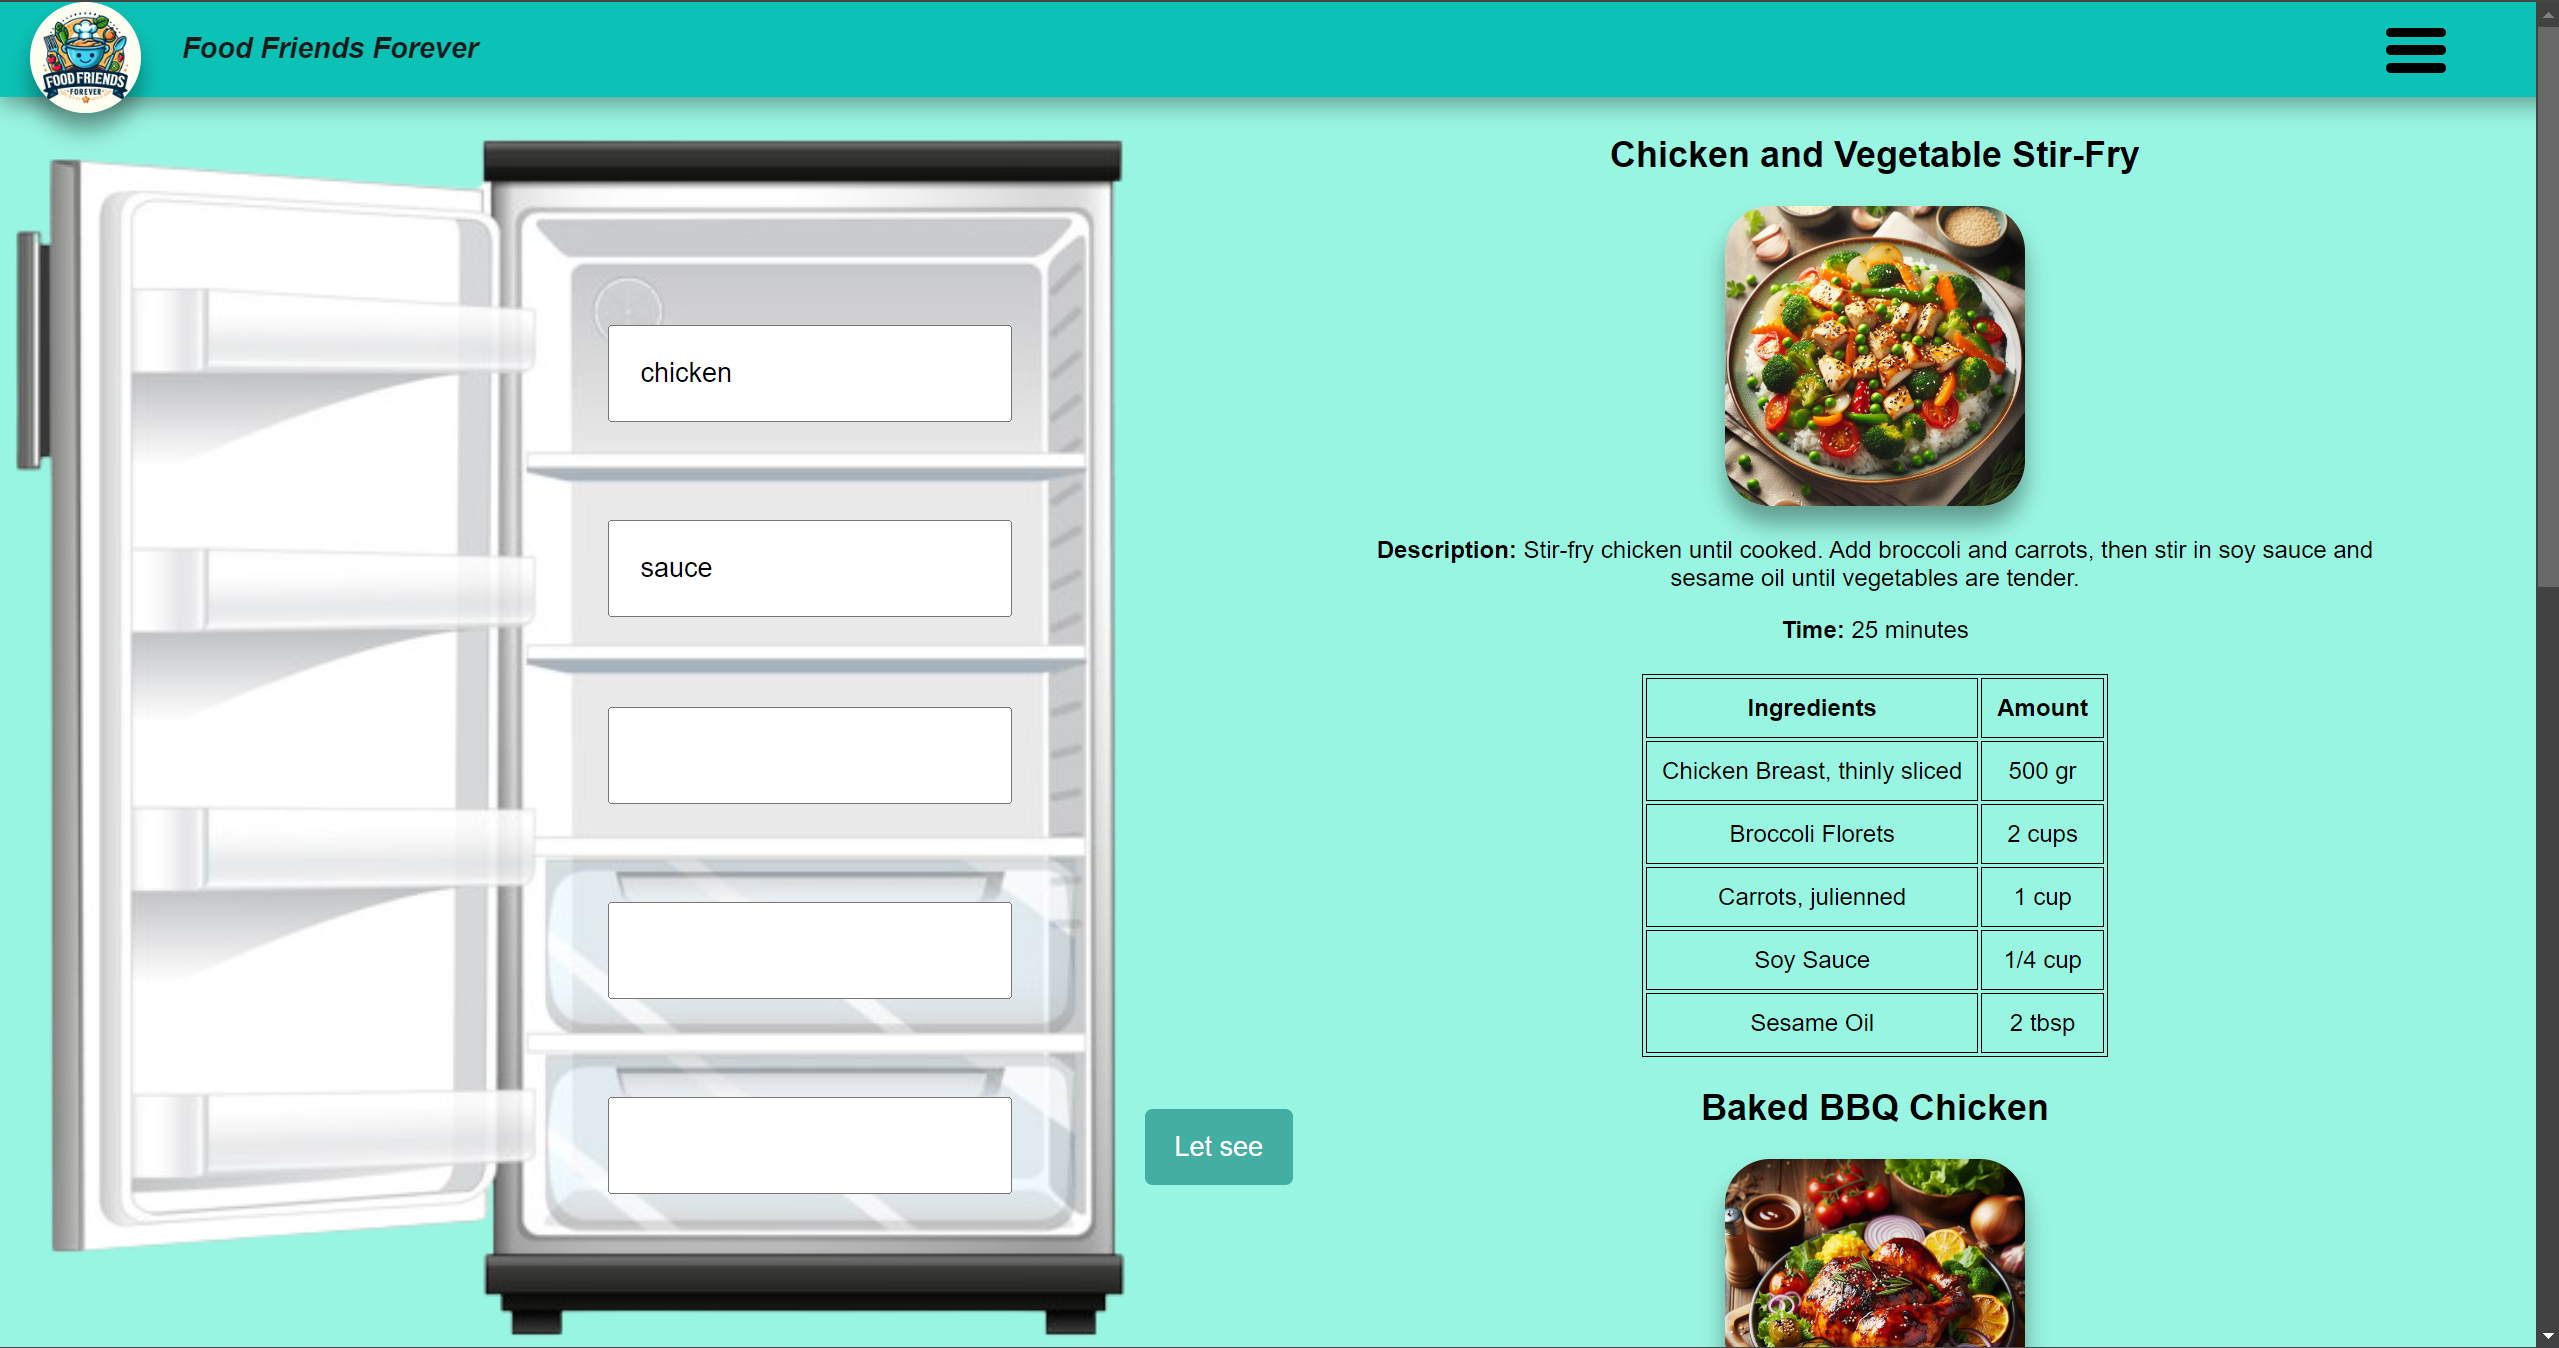 FOOD FRIENDS
FOREVER
Food Friends Forever
chicken
sauce
Let see
Chicken and Vegetable Stir-Fry
Description: Stir-fry chicken until cooked. Add broccoli and carrots, then stir in soy sauce and
sesame oil until vegetables are tender.
Time: 25 minutes
Ingredients Amount
Chicken Breast, thinly sliced 500 gr
Broccoli Florets 2 cups
Carrots, julienned 1 cup
Soy Sauce 1/4 cup
Sesame Oil 2 tbsp
Baked BBQ Chicken